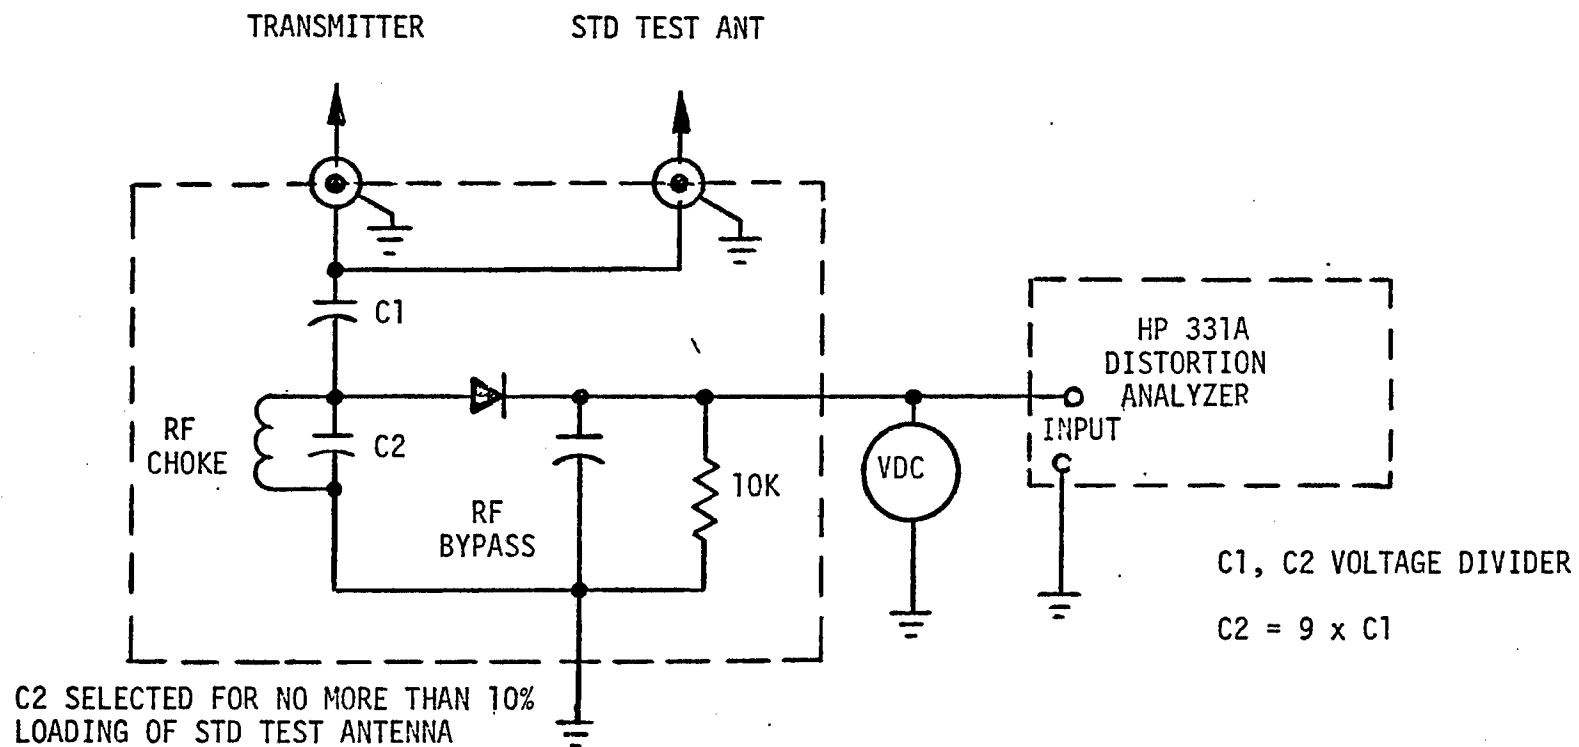 TRANSMITTER
STD TEST ANT
C1
HP 331A
DISTORTION
ANALYZER
INPUT
RF
CHOKE
C2
VDC
10K
RF
BYPASS
C1, C2 VOLTAGE DIVIDER
C2 = 9 x C1
C2 SELECTED FOR NO MORE THAN 10%
LOADING OF STD TEST ANTENNA